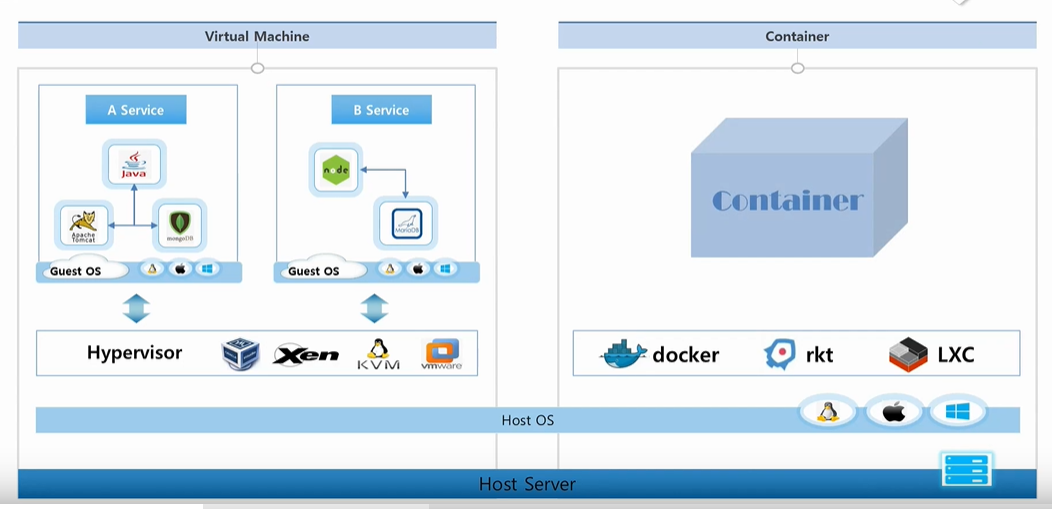 Virtual Machine
Container
A Service
B Service
Java
node
Apache
Tomcat
mongoDB
MariaDB
Guest OS
Guest OS
Container
Hypervisor
Xen
KVM
vmware
docker
rkt
LXC
Host OS
Host Server